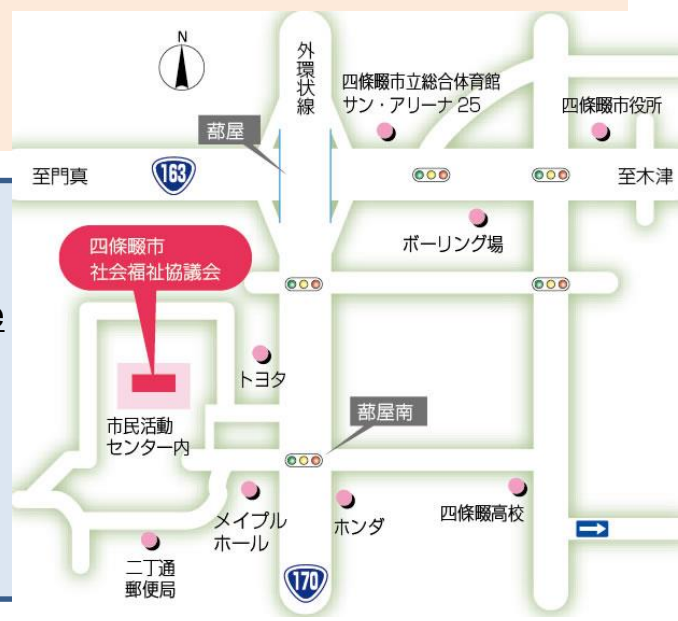 N
外環状線
四條畷市立総合体育館
サン・アリーナ 25
四條畷市役所
蔀屋
至門真
163
至木津
ボーリング場
四條畷市
社会福祉協議会
トヨタ
蔀屋南
市民活動
センター内
メイプル
ホール
ホンダ
四條畷高校
二丁通
郵便局
170